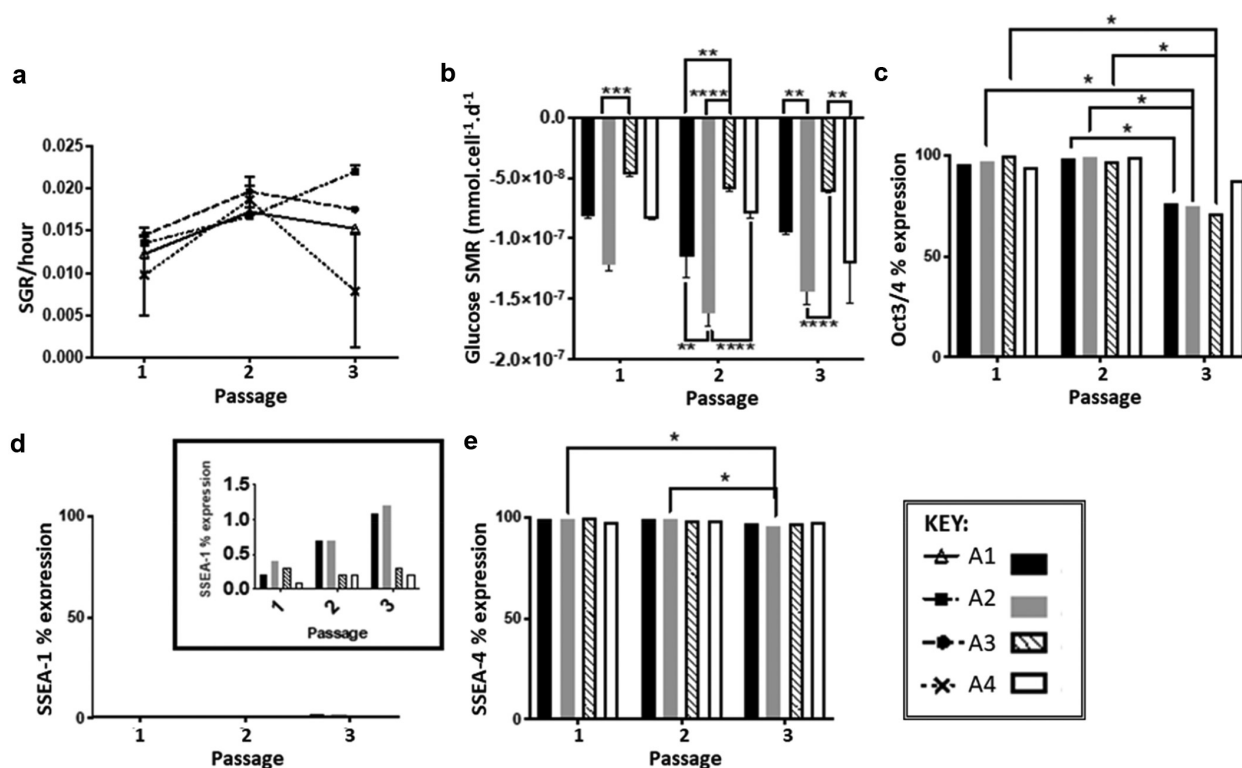 a
SGR/hour
0.025
0.020
0.015
0.010
0.005
0.000
1 2 3
Passage
b
Glucose SMR (mmol.cell⁻¹.d⁻¹)
0.0
-5.0×10⁻⁸
-1.0×10⁻⁷
-1.5×10⁻⁷
-2.0×10⁻⁷
***
**
****
**
**
** ****
****
1 2 3
Passage
c
Oct3/4 % expression
100
50
0
*
*
*
*
*
1 2 3
Passage
d
SSEA-1 % expression
100
50
0
1 2 3
Passage
SSEA-1 % expression
1.5
1.0
0.5
0.0
1 2 3
Passage
e
SSEA-4 % expression
100
50
0
*
*
1 2 3
Passage
KEY:
A1
A2
A3
A4